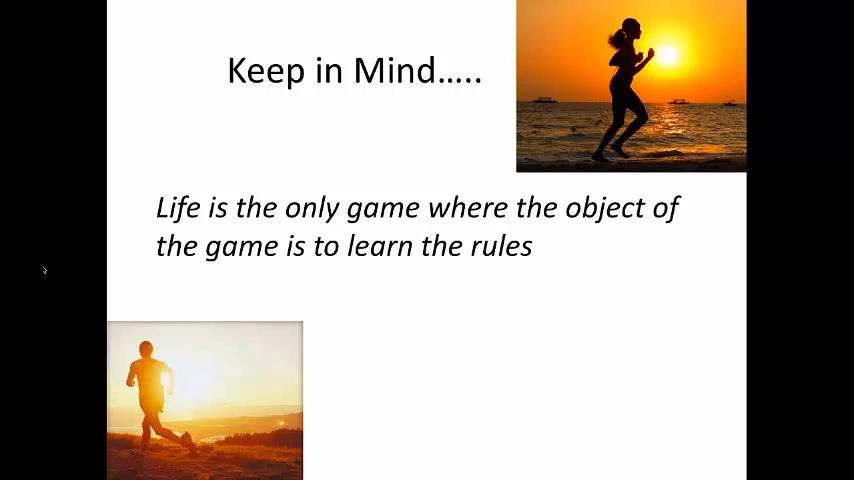 Keep in Mind…..
Life is the only game where the object of
the game is to learn the rules